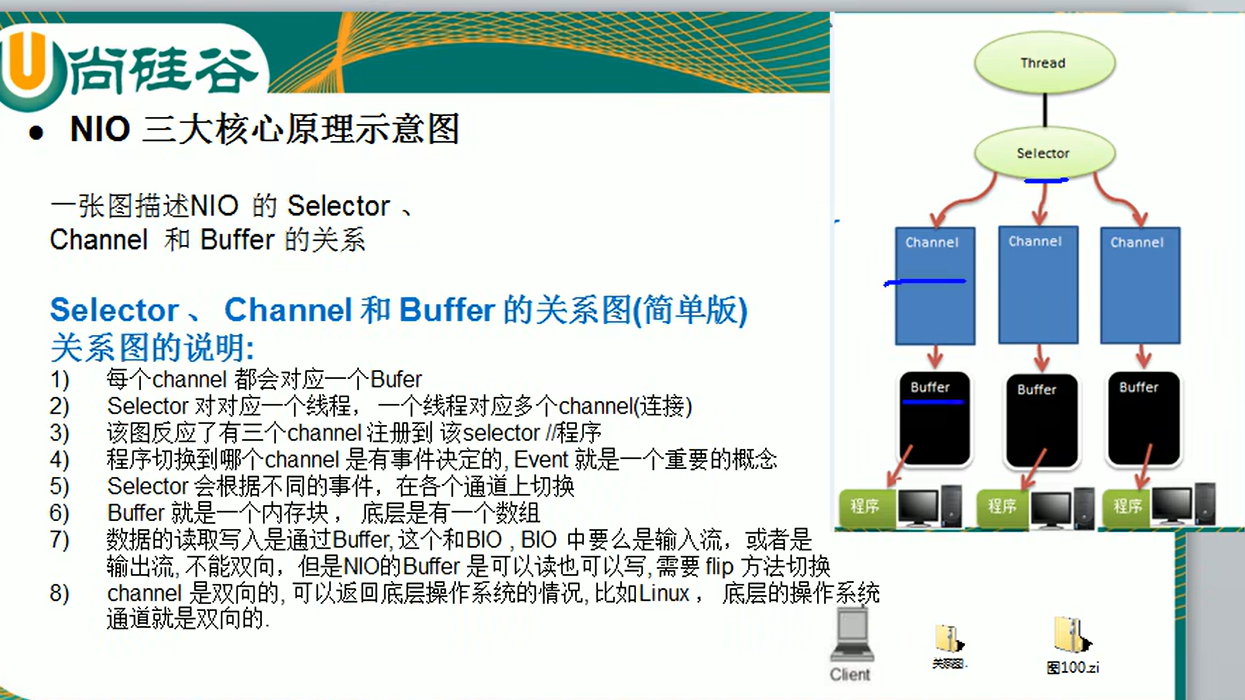 尚硅谷
● NIO 三大核心原理示意图
一张图描述NIO 的 Selector 、
Channel 和 Buffer 的关系
Selector 、 Channel 和 Buffer 的关系图(简单版)
关系图的说明:
1) 每个channel 都会对应一个Bufer
2) Selector 对对应一个线程， 一个线程对应多个channel(连接)
3) 该图反应了有三个channel 注册到 该selector //程序
4) 程序切换到哪个channel 是有事件决定的, Event 就是一个重要的概念
5) Selector 会根据不同的事件，在各个通道上切换
6) Buffer 就是一个内存块 ， 底层是有一个数组
7) 数据的读取写入是通过Buffer, 这个和BIO , BIO 中要么是输入流，或者是
输出流, 不能双向，但是NIO的Buffer 是可以读也可以写, 需要 flip 方法切换
8) channel 是双向的, 可以返回底层操作系统的情况, 比如Linux ， 底层的操作系统
通道就是双向的.
Thread
Selector
Channel Channel Channel
Buffer Buffer Buffer
程序 程序 程序
Client
关系图.
图100.zi